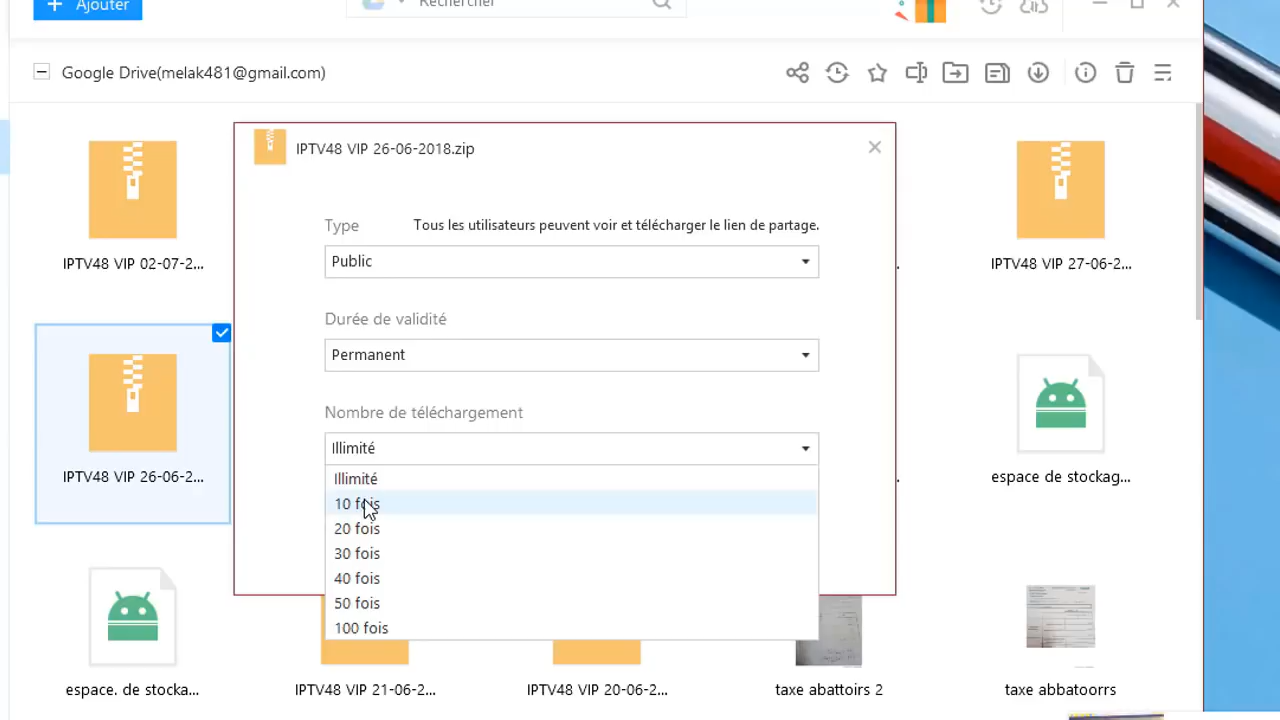 Ajouter
Rechercher
Google Drive(melak481@gmail.com)
IPTV48 VIP 26-06-2018.zip
Type
Tous les utilisateurs peuvent voir et télécharger le lien de partage.
Public
IPTV48 VIP 02-07-2...
IPTV48 VIP 27-06-2...
Durée de validité
Permanent
Nombre de téléchargement
Illimité
IPTV48 VIP 26-06-2...
espace de stockag...
Illimité
10 fois
20 fois
30 fois
40 fois
50 fois
100 fois
espace. de stocka...
IPTV48 VIP 21-06-2...
IPTV48 VIP 20-06-2...
taxe abattoirs 2
taxe abbatoorrs